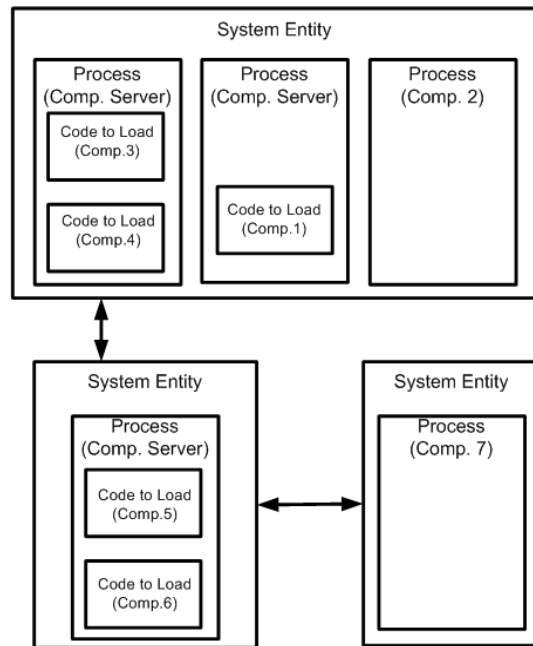 System Entity
Process
(Comp. Server)
Code to Load
(Comp.3)
Code to Load
(Comp.4)
Process
(Comp. Server)
Code to Load
(Comp.1)
Process
(Comp. 2)
System Entity
Process
(Comp. Server)
Code to Load
(Comp.5)
Code to Load
(Comp.6)
System Entity
Process
(Comp. 7)